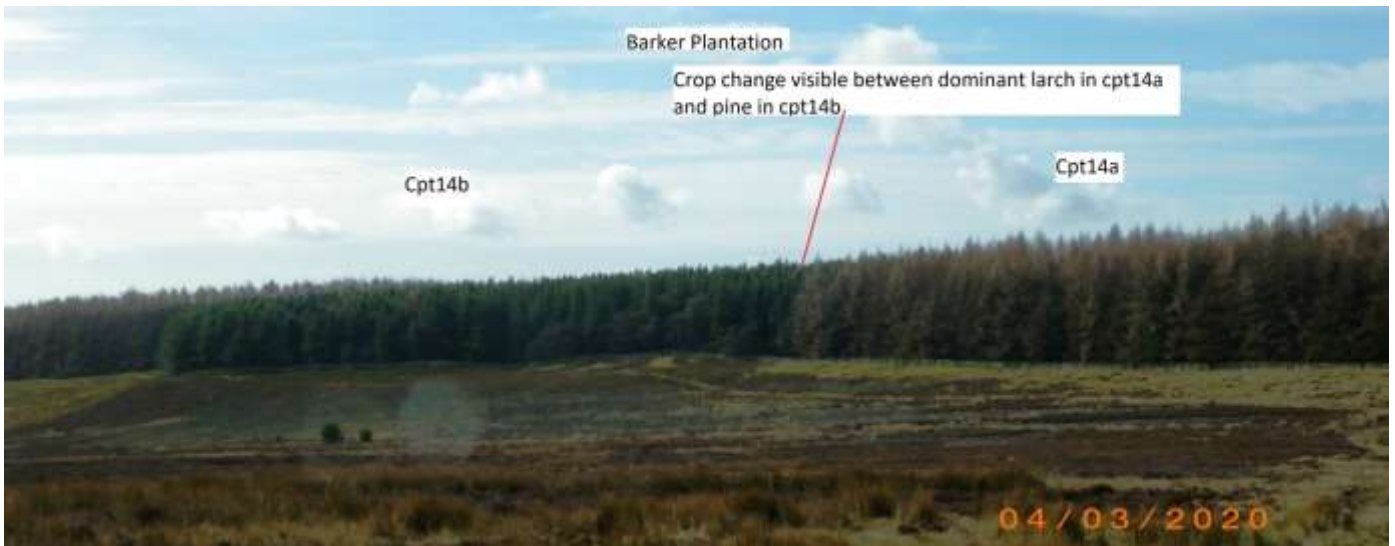 Barker Plantation
Crop change visible between dominant larch in cpt14a
and pine in cpt14b
Cpt14b
Cpt14a
04/03/2020